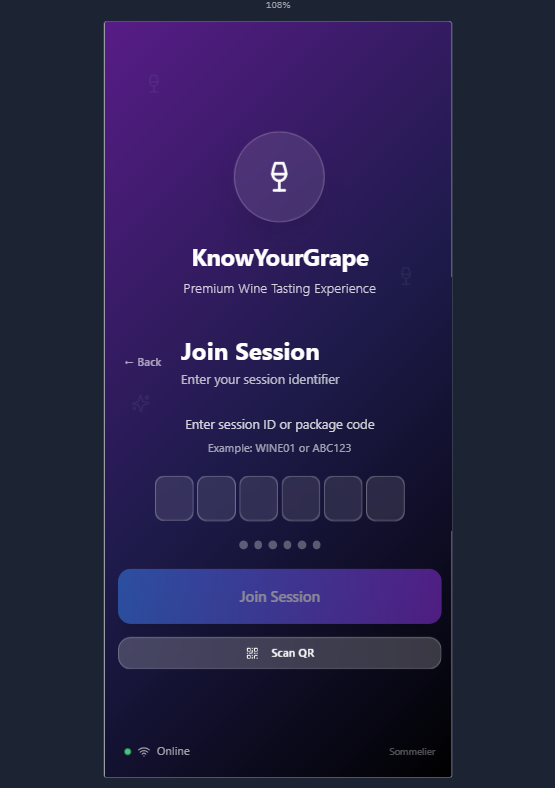 108%
KnowYourGrape
Premium Wine Tasting Experience
← Back
Join Session
Enter your session identifier
Enter session ID or package code
Example: WINE01 or ABC123
Join Session
Scan QR
Online
Sommelier